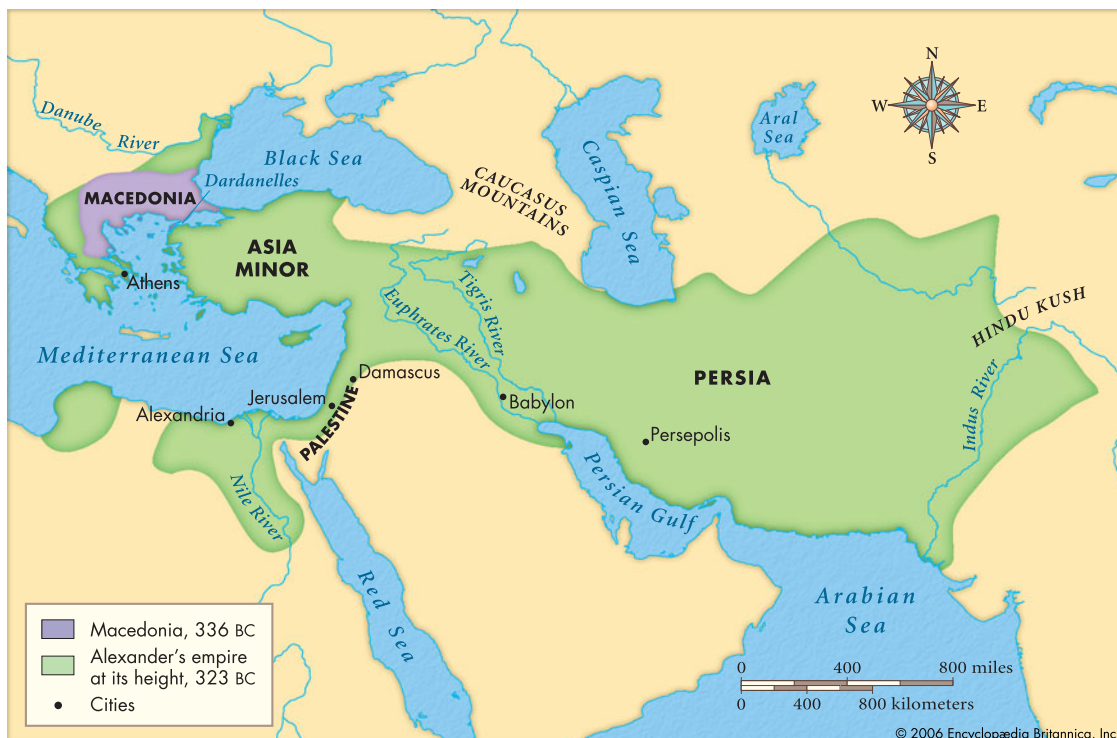 N
W
E
S
Danube
River
Black Sea
Dardanelles
MACEDONIA
CAUCASUS
MOUNTAINS
Caspian Sea
Aral
Sea
ASIA
MINOR
Athens
Tigris River
Euphrates River
HINDU KUSH
Mediterranean Sea
Damascus
Jerusalem
PALESTINE
Alexandria
Babylon
PERSIA
Persepolis
Indus River
Nile River
Persian Gulf
Red Sea
Arabian
Sea
Macedonia, 336 BC
Alexander's empire
at its height, 323 BC
Cities
0 400 800 miles
0 400 800 kilometers
© 2006 Encyclopædia Britannica, Inc.